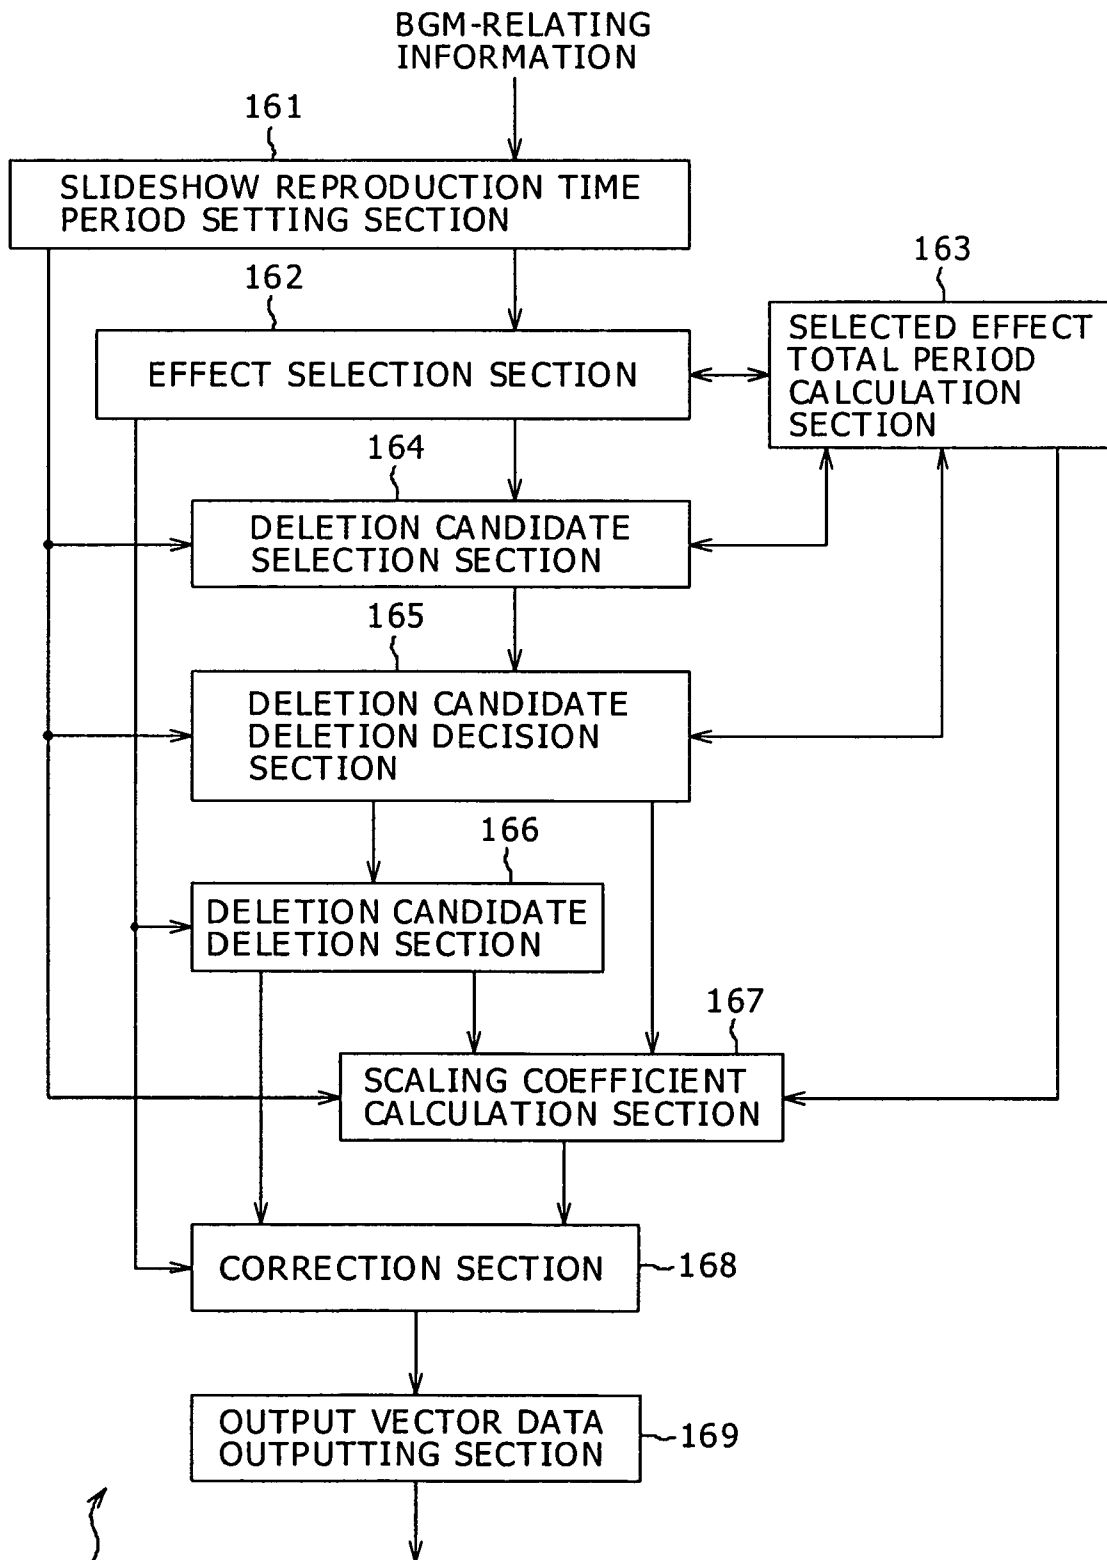 BGM-RELATING
INFORMATION
161
SLIDESHOW REPRODUCTION TIME
PERIOD SETTING SECTION
162
EFFECT SELECTION SECTION
163
SELECTED EFFECT
TOTAL PERIOD
CALCULATION
SECTION
164
DELETION CANDIDATE
SELECTION SECTION
165
DELETION CANDIDATE
DELETION DECISION
SECTION
166
DELETION CANDIDATE
DELETION SECTION
167
SCALING COEFFICIENT
CALCULATION SECTION
CORRECTION SECTION
168
OUTPUT VECTOR DATA
OUTPUTTING SECTION
169